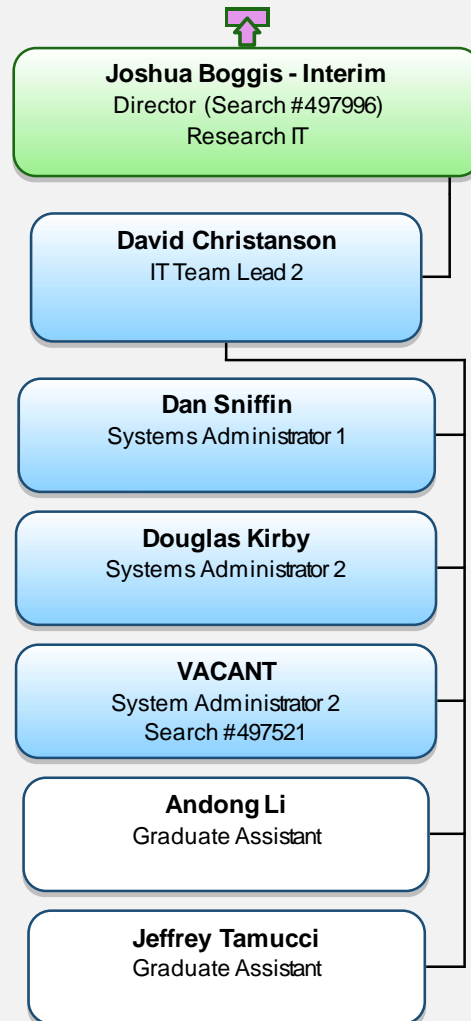 Joshua Boggis - Interim
Director (Search #497996)
Research IT
David Christanson
IT Team Lead 2
Dan Sniffin
Systems Administrator 1
Douglas Kirby
Systems Administrator 2
VACANT
System Administrator 2
Search #497521
Andong Li
Graduate Assistant
Jeffrey Tamucci
Graduate Assistant